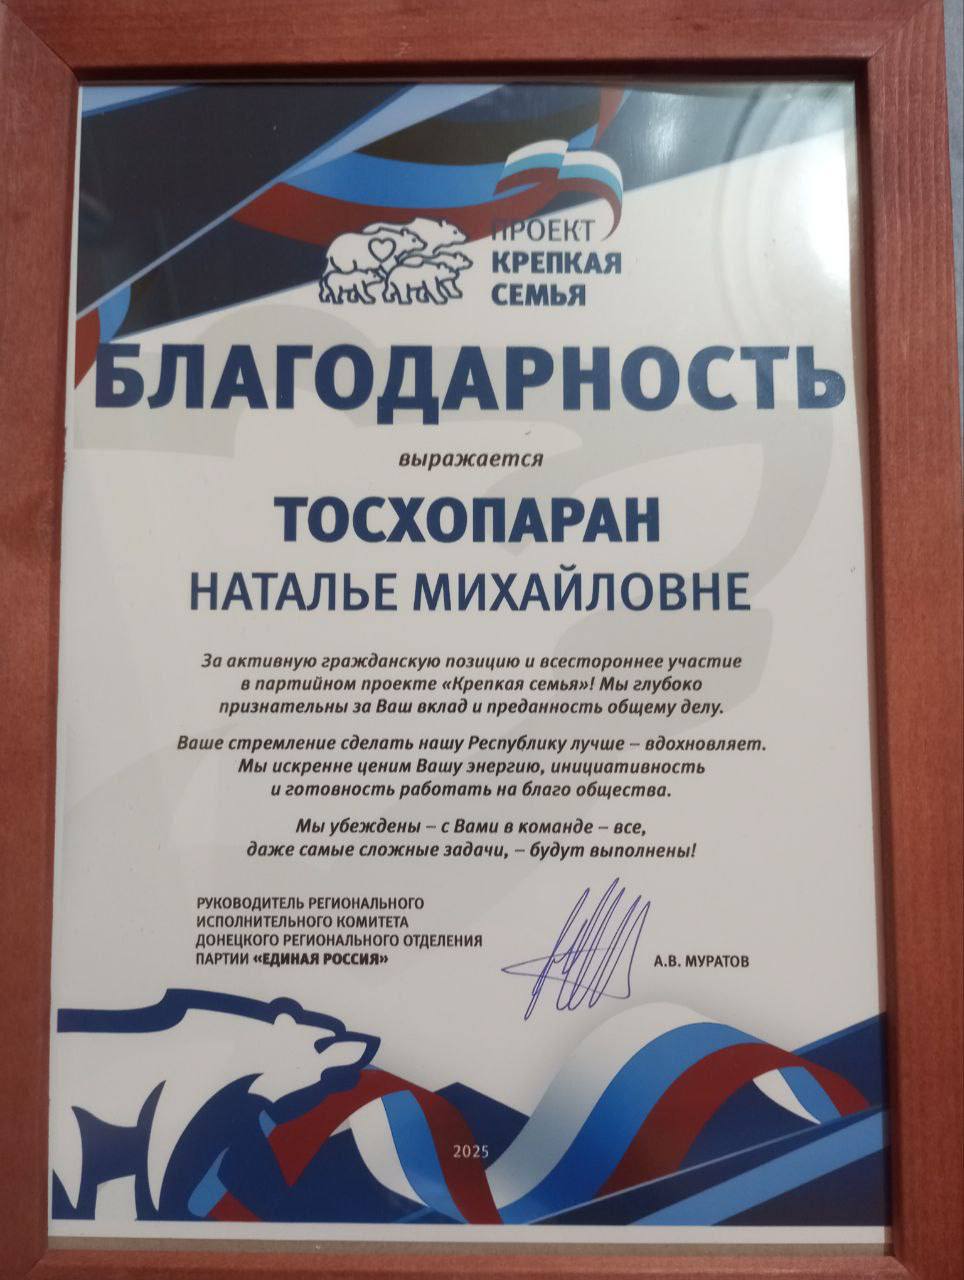 ПРОЕКТ
КРЕПКАЯ
СЕМЬЯ
БЛАГОДАРНОСТЬ
выражается
ТОСХОПАРАН
НАТАЛЬЕ МИХАЙЛОВНЕ
За активную гражданскую позицию и всестороннее участие
в партийном проекте «Крепкая семья»! Мы глубоко
признательны за Ваш вклад и преданность общему делу.
Ваше стремление сделать нашу Республику лучше – вдохновляет.
Мы искренне ценим Вашу энергию, инициативность
и готовность работать на благо общества.
Мы убеждены – с Вами в команде – все,
даже самые сложные задачи, – будут выполнены!
РУКОВОДИТЕЛЬ РЕГИОНАЛЬНОГО
ИСПОЛНИТЕЛЬНОГО КОМИТЕТА
ДОНЕЦКОГО РЕГИОНАЛЬНОГО ОТДЕЛЕНИЯ
ПАРТИИ «ЕДИНАЯ РОССИЯ»
А.В. МУРАТОВ
2025